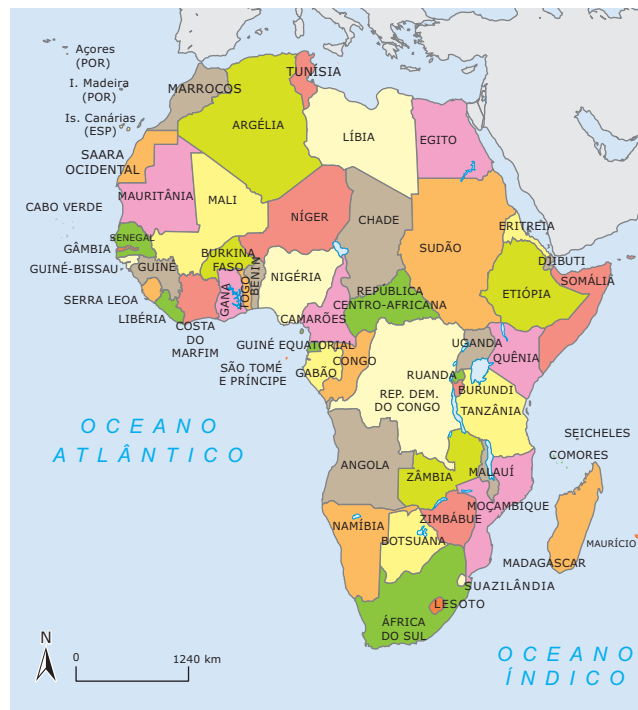 Açores
(POR)
I. Madeira
(POR)
Is. Canárias
(ESP)
TUNÍSIA
MARROCOS
ARGÉLIA
LÍBIA
EGITO
SAARA
OCIDENTAL
MAURITÂNIA
MALI
NÍGER
CHADE
SUDÃO
ERITRÉIA
CABO VERDE
SENEGAL
GÂMBIA
GUINÉ-BISSAU
GUINÉ
BURKINA
FASO
BENIN
TOGO
GANA
NIGÉRIA
DJIBUTI
SOMÁLIA
ETIÓPIA
SERRA LEOA
LIBÉRIA
COSTA
DO
MARFIM
CAMARÕES
REPÚBLICA
CENTRO-AFRICANA
GUINÉ EQUATORIAL
SÃO TOMÉ
E PRÍNCIPE
GABÃO
CONGO
UGANDA
QUÊNIA
RUANDA
BURUNDI
REP. DEM.
DO CONGO
TANZÂNIA
OCEANO
ATLÂNTICO
SEICHELES
COMORES
ANGOLA
ZÂMBIA
MALAUÍ
MOÇAMBIQUE
NAMÍBIA
ZIMBÁBUE
BOTSUANA
MADAGASCAR
MAURÍCIO
SUAZILÂNDIA
LESOTO
ÁFRICA
DO SUL
N
0
1240 km
OCEANO
ÍNDICO